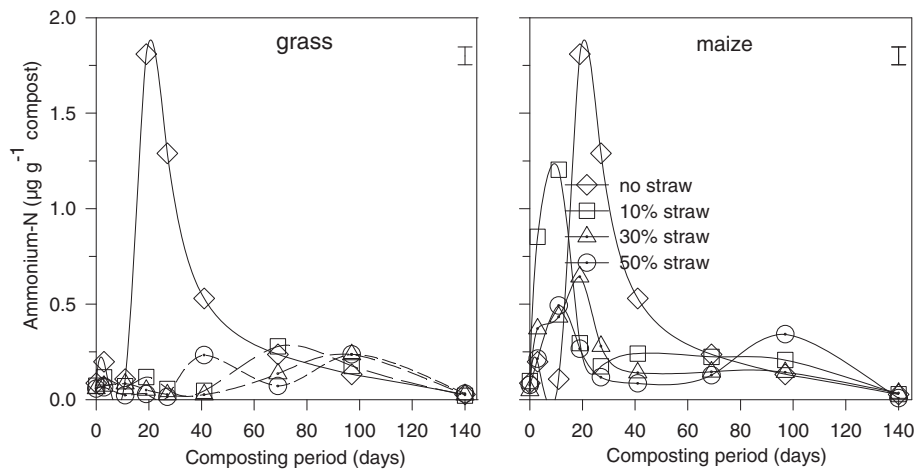 grass
maize
Ammonium-N (µg g⁻¹ compost)
2.0
1.5
1.0
0.5
0.0
no straw
10% straw
30% straw
50% straw
0 20 40 60 80 100 120 140
0 20 40 60 80 100 120 140
Composting period (days)
Composting period (days)